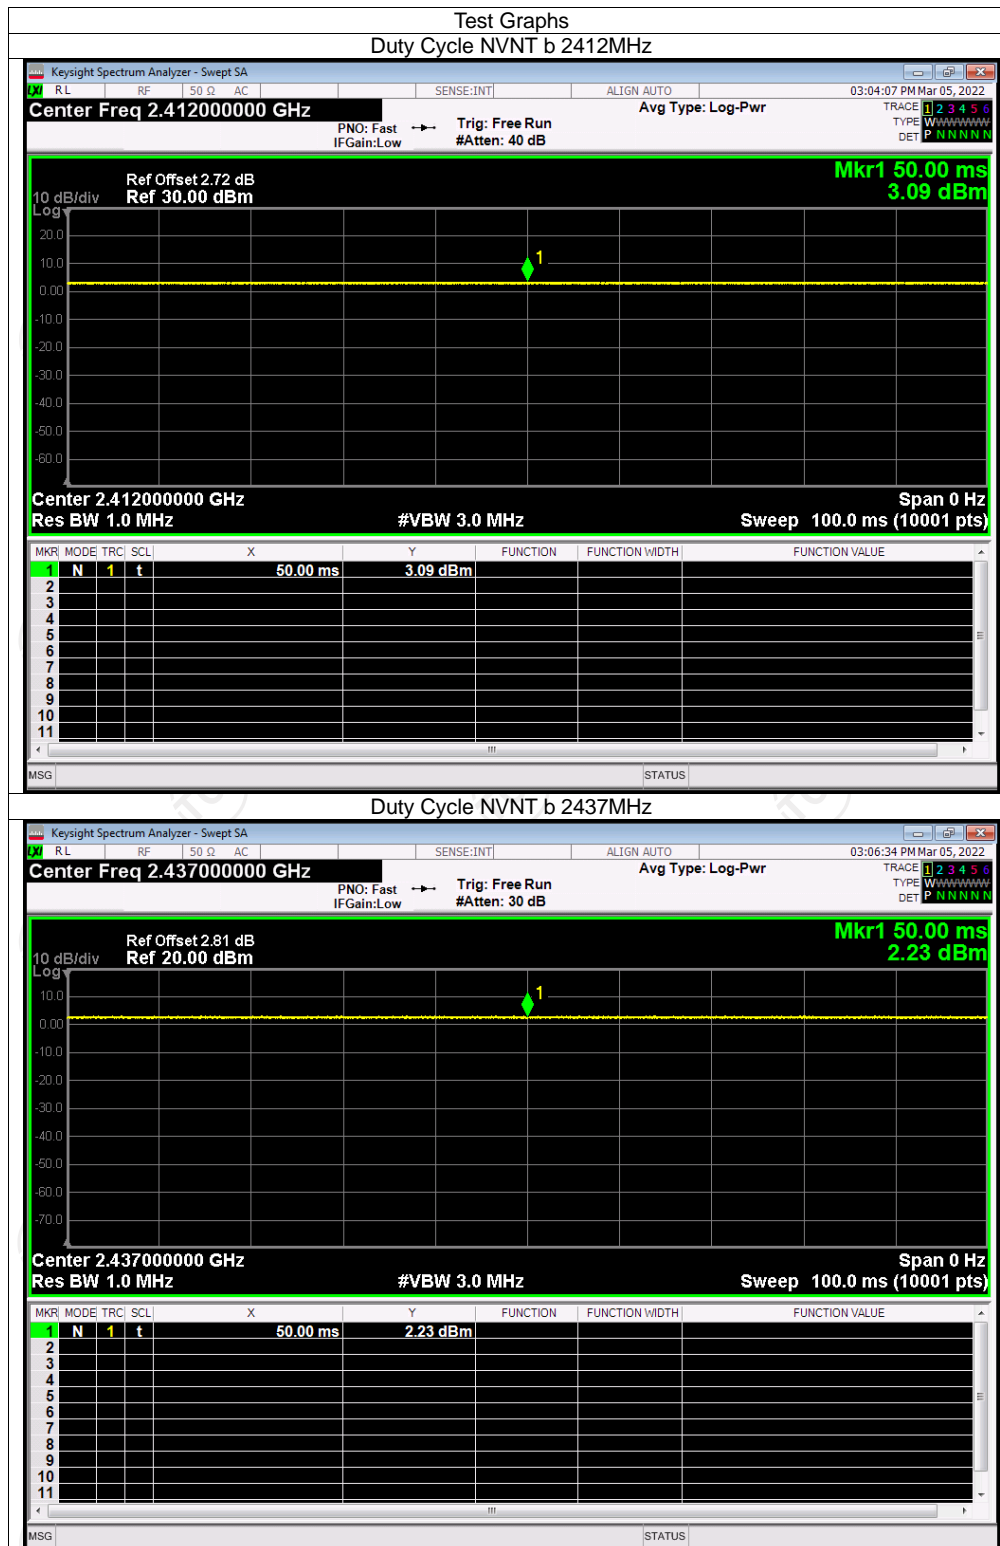 Test Graphs
Duty Cycle NVNT b 2412MHz
Keysight Spectrum Analyzer - Swept SA
LXI RL RF 50 Ω AC SENSE:INT ALIGN AUTO 03:04:07 PM Mar 05, 2022
Center Freq 2.412000000 GHz Avg Type: Log-Pwr TRACE 1 2 3 4 5 6
PNO: Fast Trig: Free Run TYPE WWWWWW
IFGain:Low #Atten: 40 dB DET P N N N N N
Mkr1 50.00 ms
Ref Offset 2.72 dB
3.09 dBm
10 dB/div Ref 30.00 dBm
Log
20.0
1
10.0
0.00
-10.0
-20.0
-30.0
-40.0
-50.0
-60.0
Center 2.412000000 GHz Span 0 Hz
Res BW 1.0 MHz #VBW 3.0 MHz Sweep 100.0 ms (10001 pts)
MKR MODE TRC SCL X Y FUNCTION FUNCTION WIDTH FUNCTION VALUE
1 N 1 t 50.00 ms 3.09 dBm
2
3
4
5
6
7
8
9
10
11
MSG STATUS
Duty Cycle NVNT b 2437MHz
Keysight Spectrum Analyzer - Swept SA
LXI RL RF 50 Ω AC SENSE:INT ALIGN AUTO 03:06:34 PM Mar 05, 2022
Center Freq 2.437000000 GHz Avg Type: Log-Pwr TRACE 1 2 3 4 5 6
PNO: Fast Trig: Free Run TYPE WWWWWW
IFGain:Low #Atten: 30 dB DET P N N N N N
Mkr1 50.00 ms
Ref Offset 2.81 dB
2.23 dBm
10 dB/div Ref 20.00 dBm
Log
10.0
1
0.00
-10.0
-20.0
-30.0
-40.0
-50.0
-60.0
-70.0
Center 2.437000000 GHz Span 0 Hz
Res BW 1.0 MHz #VBW 3.0 MHz Sweep 100.0 ms (10001 pts)
MKR MODE TRC SCL X Y FUNCTION FUNCTION WIDTH FUNCTION VALUE
1 N 1 t 50.00 ms 2.23 dBm
2
3
4
5
6
7
8
9
10
11
MSG STATUS